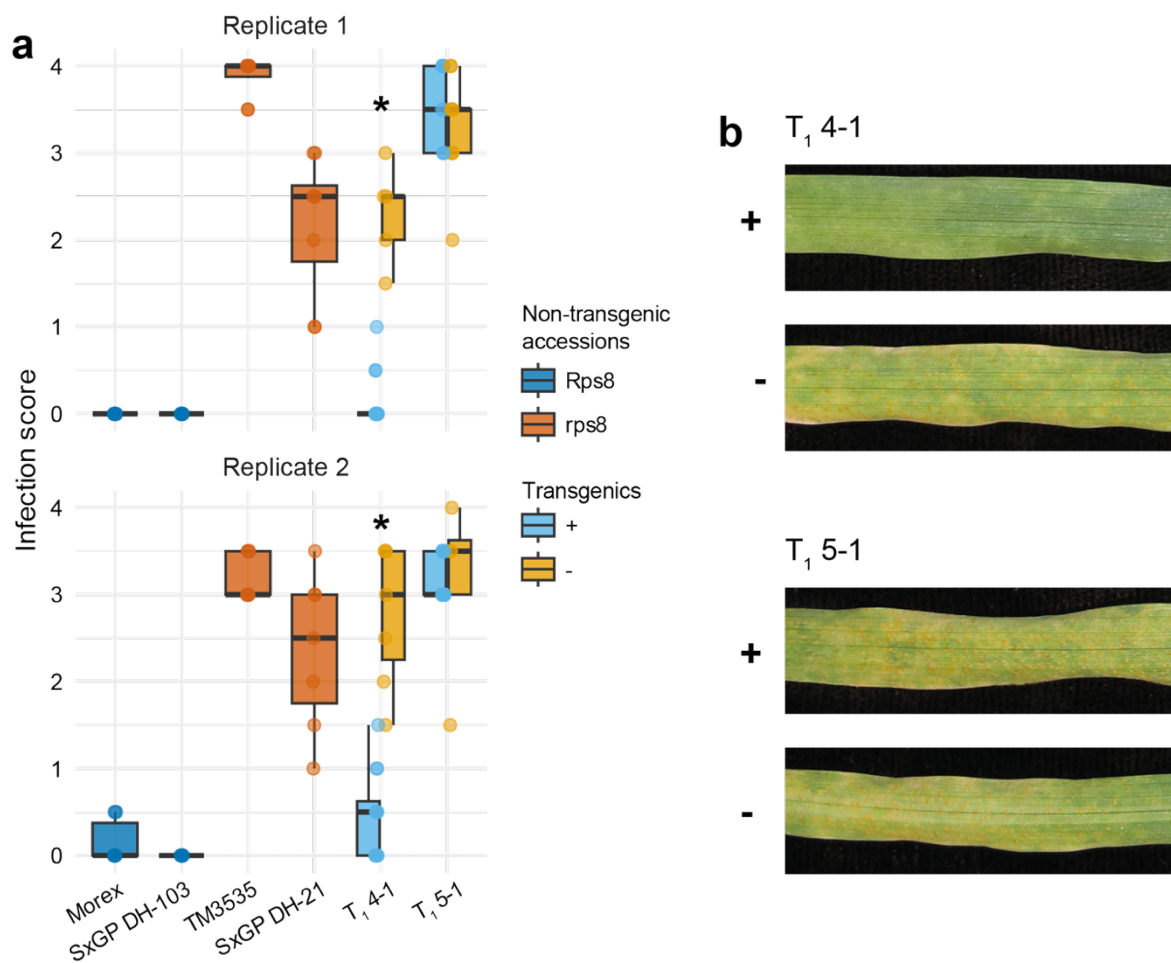 a
Replicate 1
4
3
2
1
0
*
Replicate 2
4
3
2
1
0
*
Infection score
Morex
SxGP DH-103
TM3535
SxGP DH-21
T₁ 4-1
T₁ 5-1
Non-transgenic
accessions
Rps8
rps8
Transgenics
+
-
b
T₁ 4-1
+
-
T₁ 5-1
+
-